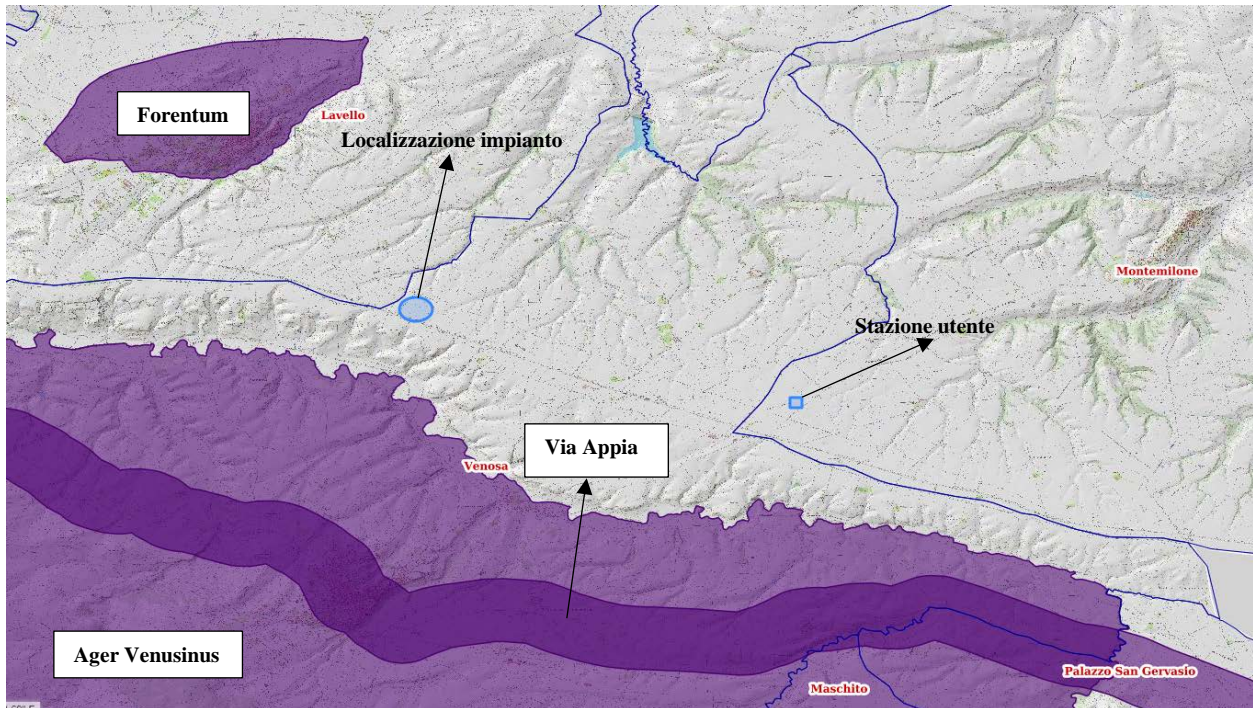 Forentum
Lavello
Localizzazione impianto
Montemilone
Stazione utente
Via Appia
Venosa
Ager Venusinus
Palazzo San Gervasio
Maschito